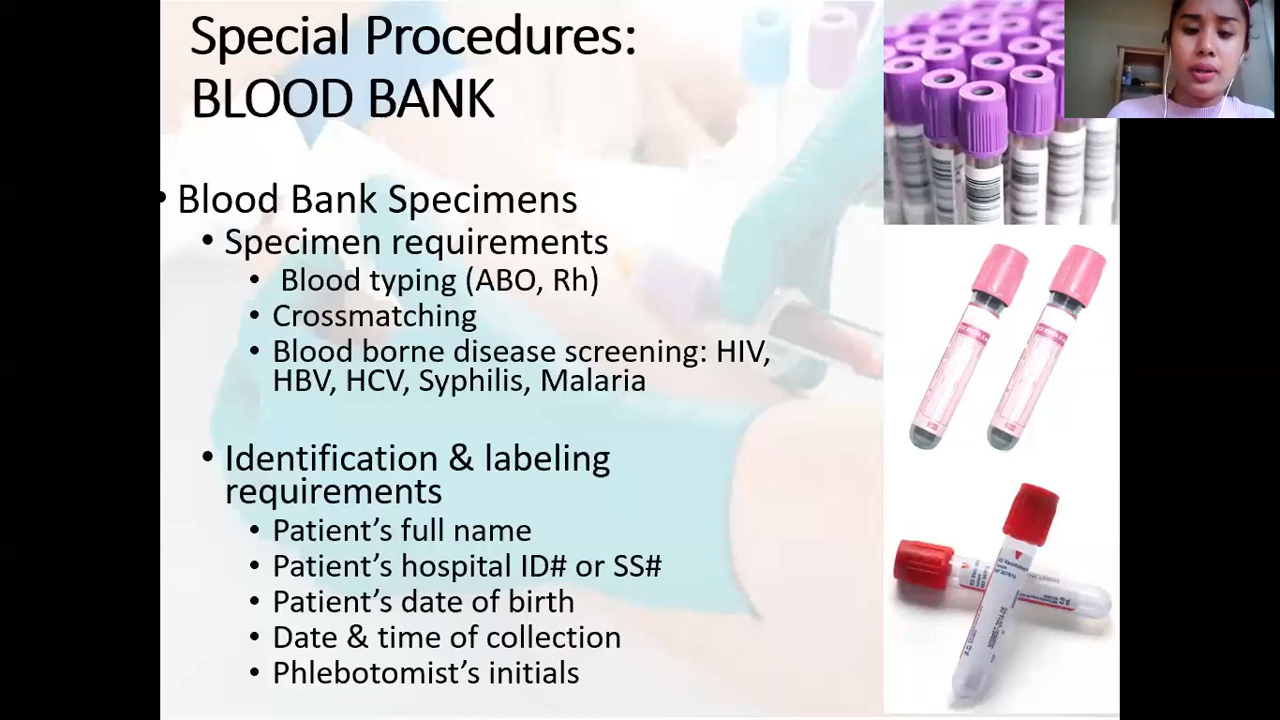 Special Procedures:
BLOOD BANK
• Blood Bank Specimens
• Specimen requirements
• Blood typing (ABO, Rh)
• Crossmatching
• Blood borne disease screening: HIV,
HBV, HCV, Syphilis, Malaria
• Identification & labeling
requirements
• Patient’s full name
• Patient’s hospital ID# or SS#
• Patient’s date of birth
• Date & time of collection
• Phlebotomist’s initials